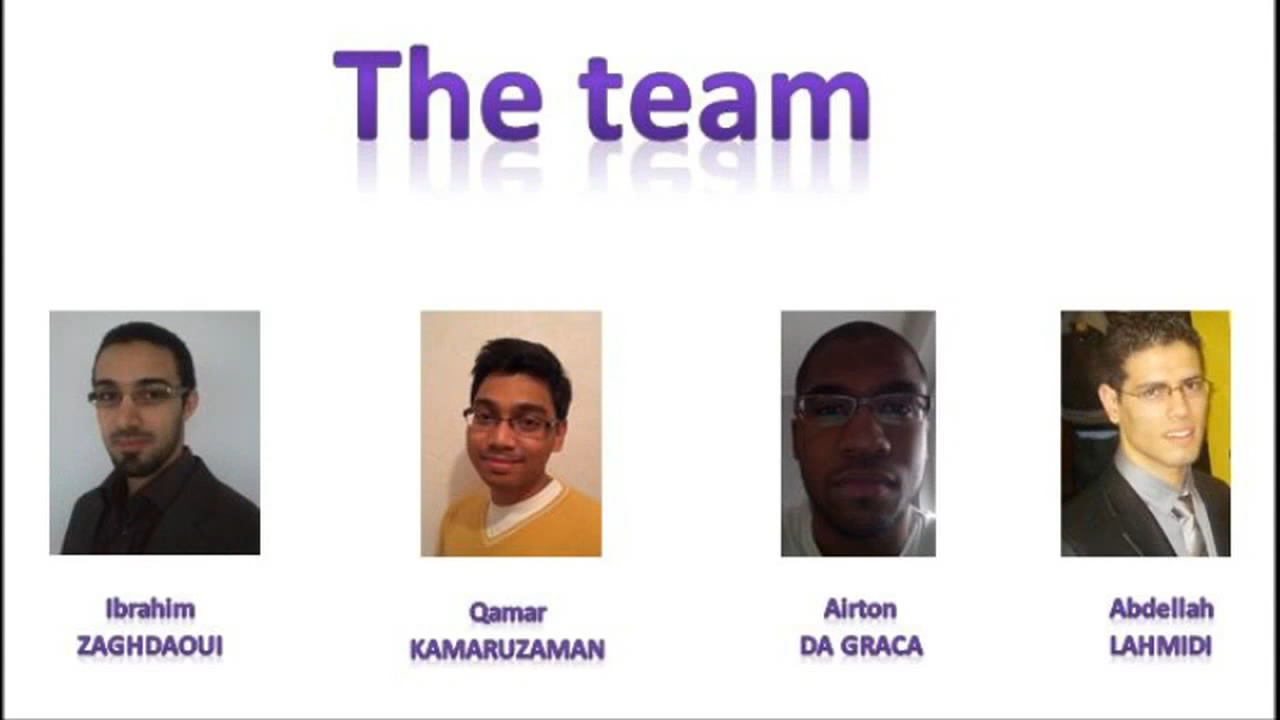 The team
Ibrahim
ZAGHDAOUI
Qamar
KAMARUZAMAN
Airton
DA GRACA
Abdellah
LAHMIDI